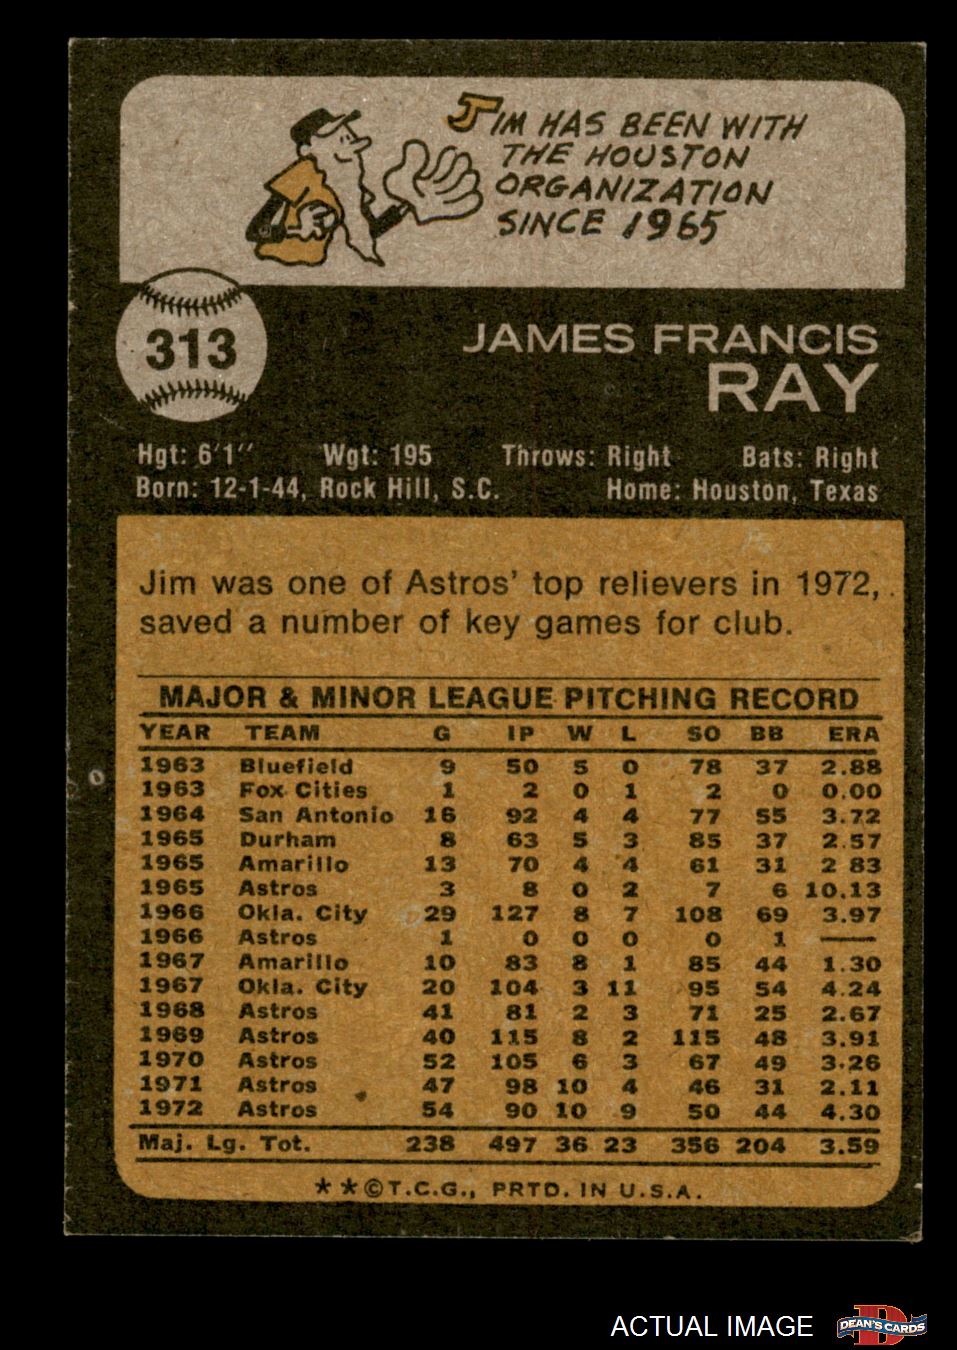 JIM HAS BEEN WITH
THE HOUSTON
ORGANIZATION
SINCE 1965
313
JAMES FRANCIS
RAY
Hgt: 6'1" Wgt: 195 Throws: Right Bats: Right
Born: 12-1-44, Rock Hill, S.C. Home: Houston, Texas
Jim was one of Astros' top relievers in 1972,
saved a number of key games for club.
MAJOR & MINOR LEAGUE PITCHING RECORD
YEAR TEAM G IP W L SO BB ERA
1963 Bluefield 9 50 5 0 78 37 2.88
1963 Fox Cities 1 2 0 1 2 0 0.00
1964 San Antonio 16 92 4 4 77 55 3.72
1965 Durham 8 63 5 3 85 37 2.57
1965 Amarillo 13 70 4 4 61 31 2 83
1965 Astros 3 8 0 2 7 6 10.13
1966 Okla. City 29 127 8 7 108 69 3.97
1966 Astros 1 0 0 0 0 1 —
1967 Amarillo 10 83 8 1 85 44 1.30
1967 Okla. City 20 104 3 11 95 54 4.24
1968 Astros 41 81 2 3 71 25 2.67
1969 Astros 40 115 8 2 115 48 3.91
1970 Astros 52 105 6 3 67 49 3.26
1971 Astros 47 98 10 4 46 31 2.11
1972 Astros 54 90 10 9 50 44 4.30
Maj. Lg. Tot. 238 497 36 23 356 204 3.59
★★©T.C.G., PRTD. IN U.S.A.
ACTUAL IMAGE
DEAN'S CARDS